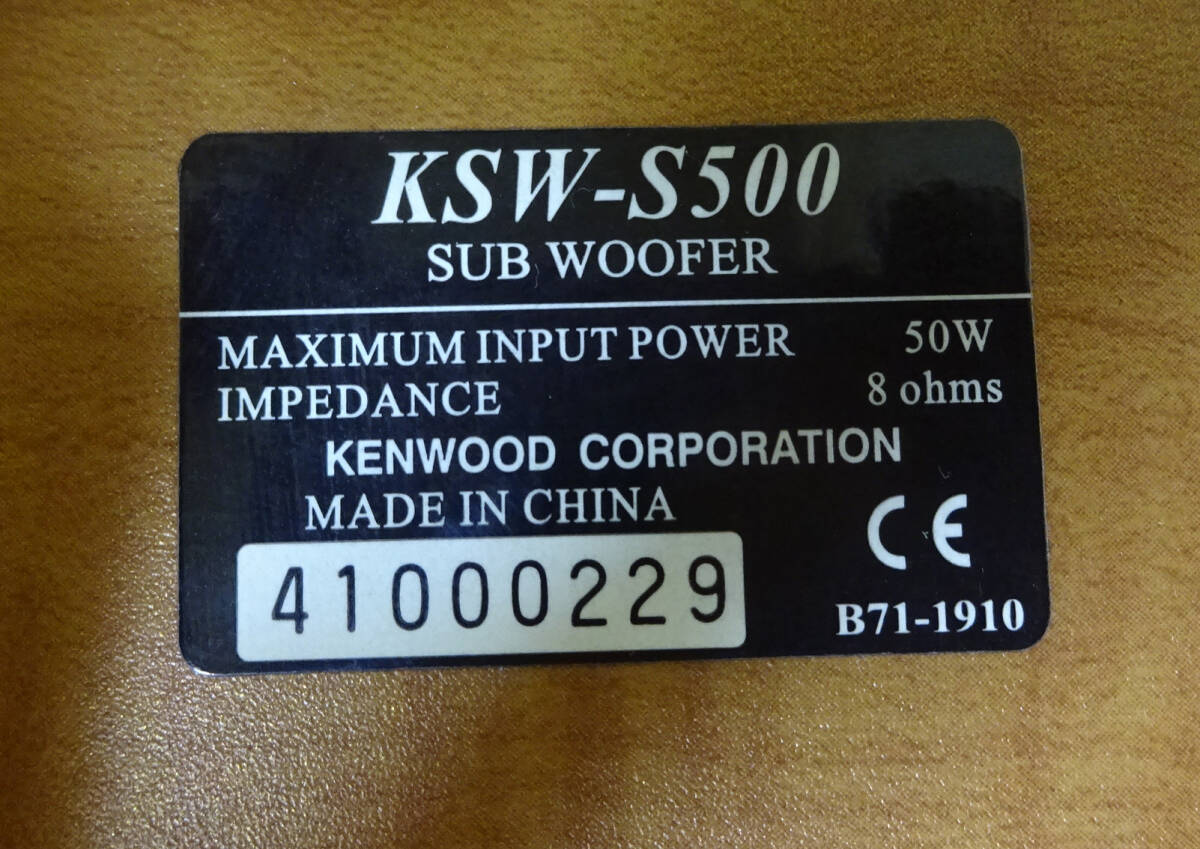 KSW-S500
SUB WOOFER
MAXIMUM INPUT POWER 50W
IMPEDANCE 8 ohms
KENWOOD CORPORATION
MADE IN CHINA
CE
41000229
B71-1910